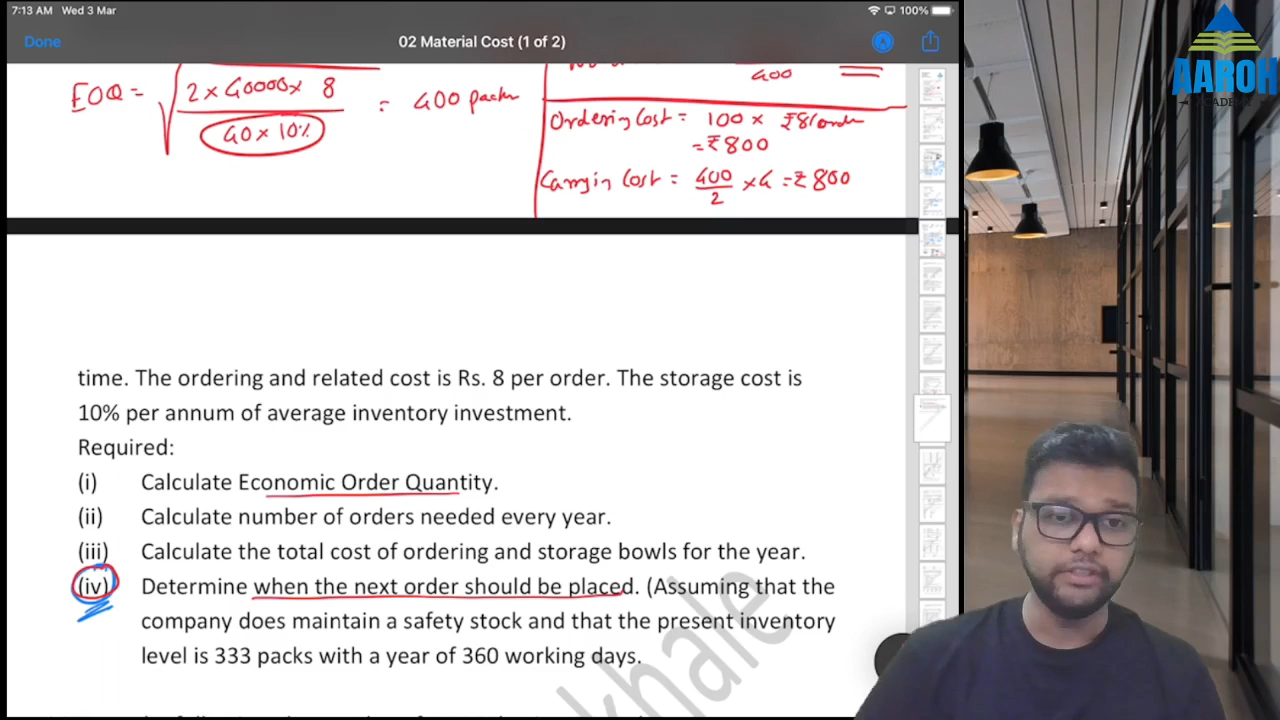 7:13 AM Wed 3 Mar
100%
Done
02 Material Cost (1 of 2)
AAROH
EOQ = √ 2 × 40000 × 8
40 × 10%
= 400 packs
400
Ordering Cost = 100 × ₹8/order
= ₹800
Carryin Cost = 400/2 × 4 = ₹800
time. The ordering and related cost is Rs. 8 per order. The storage cost is
10% per annum of average inventory investment.
Required:
(i) Calculate Economic Order Quantity.
(ii) Calculate number of orders needed every year.
(iii) Calculate the total cost of ordering and storage bowls for the year.
(iv) Determine when the next order should be placed. (Assuming that the
company does maintain a safety stock and that the present inventory
level is 333 packs with a year of 360 working days.